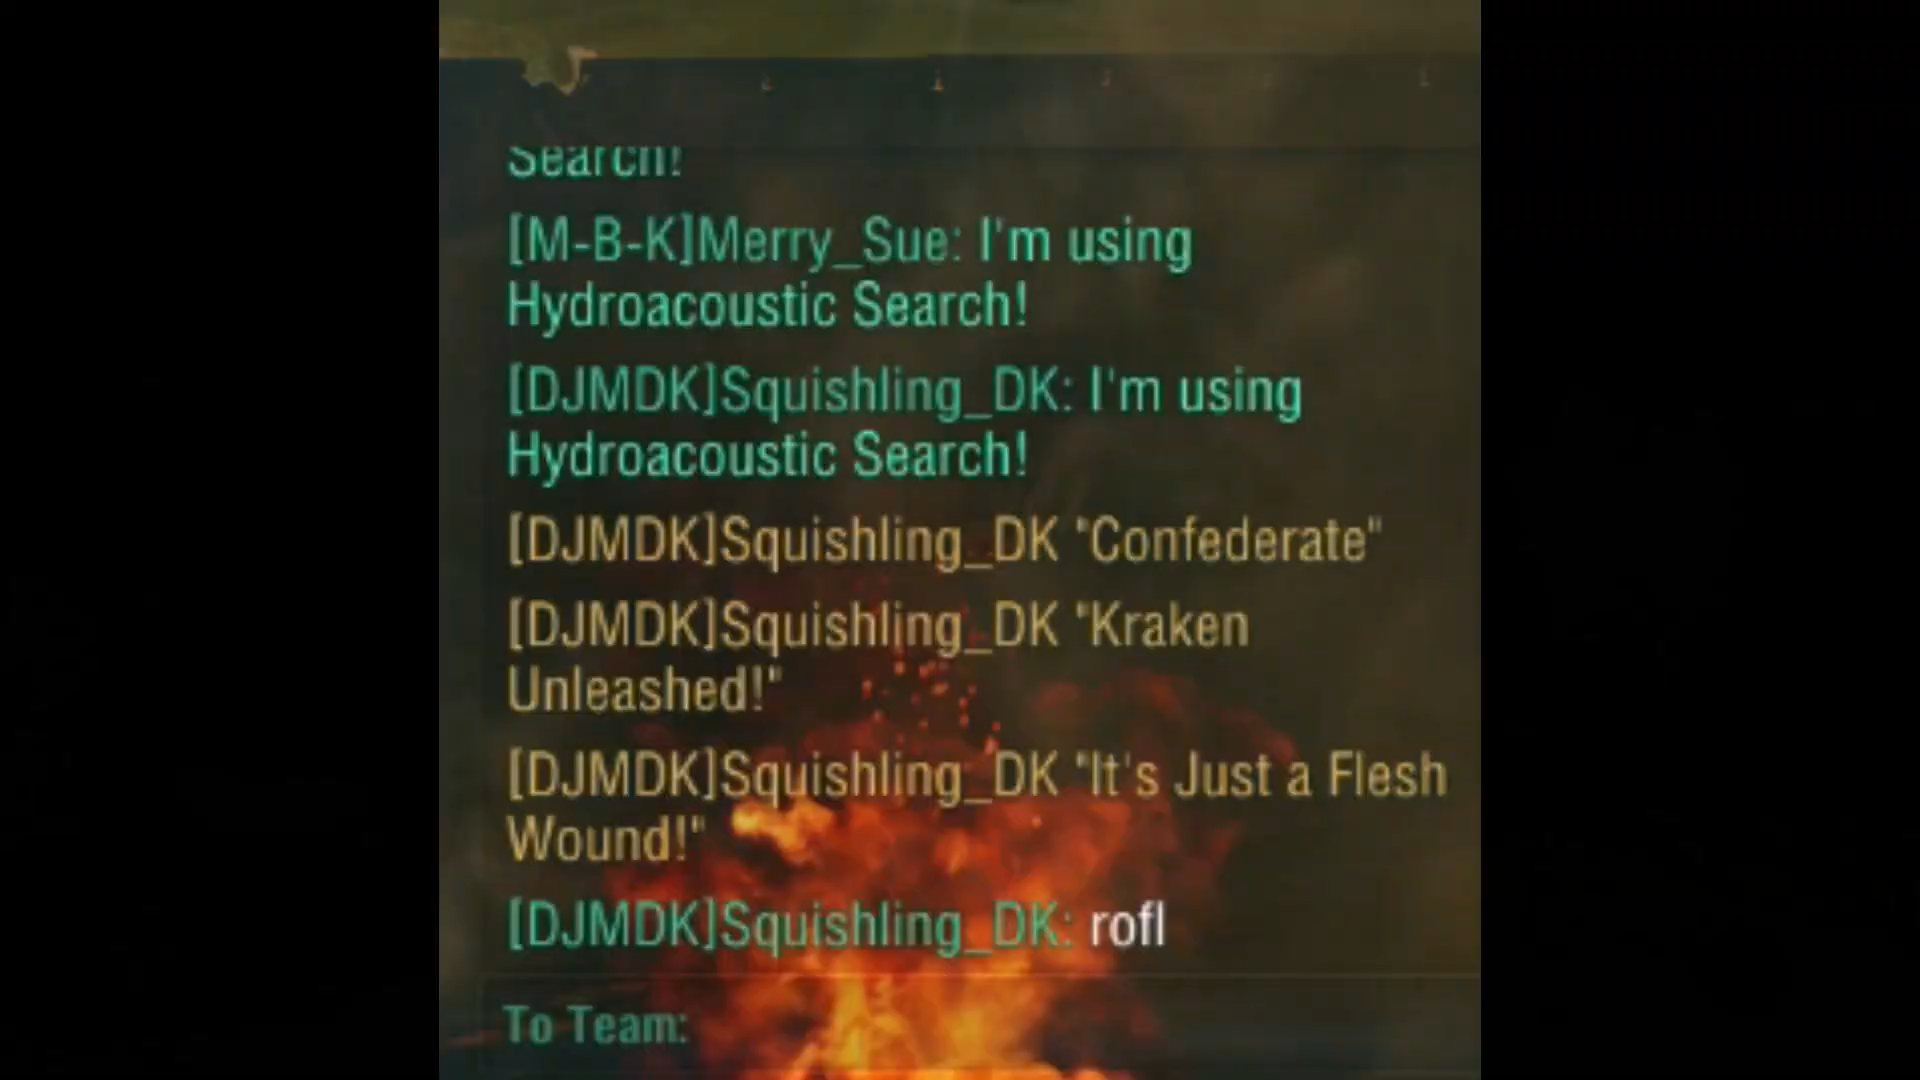 Search!
[M-B-K]Merry_Sue: I'm using
Hydroacoustic Search!
[DJMDK]Squishling_DK: I'm using
Hydroacoustic Search!
[DJMDK]Squishling_DK "Confederate"
[DJMDK]Squishling_DK "Kraken
Unleashed!"
[DJMDK]Squishling_DK "It's Just a Flesh
Wound!"
[DJMDK]Squishling_DK: rofl
To Team: